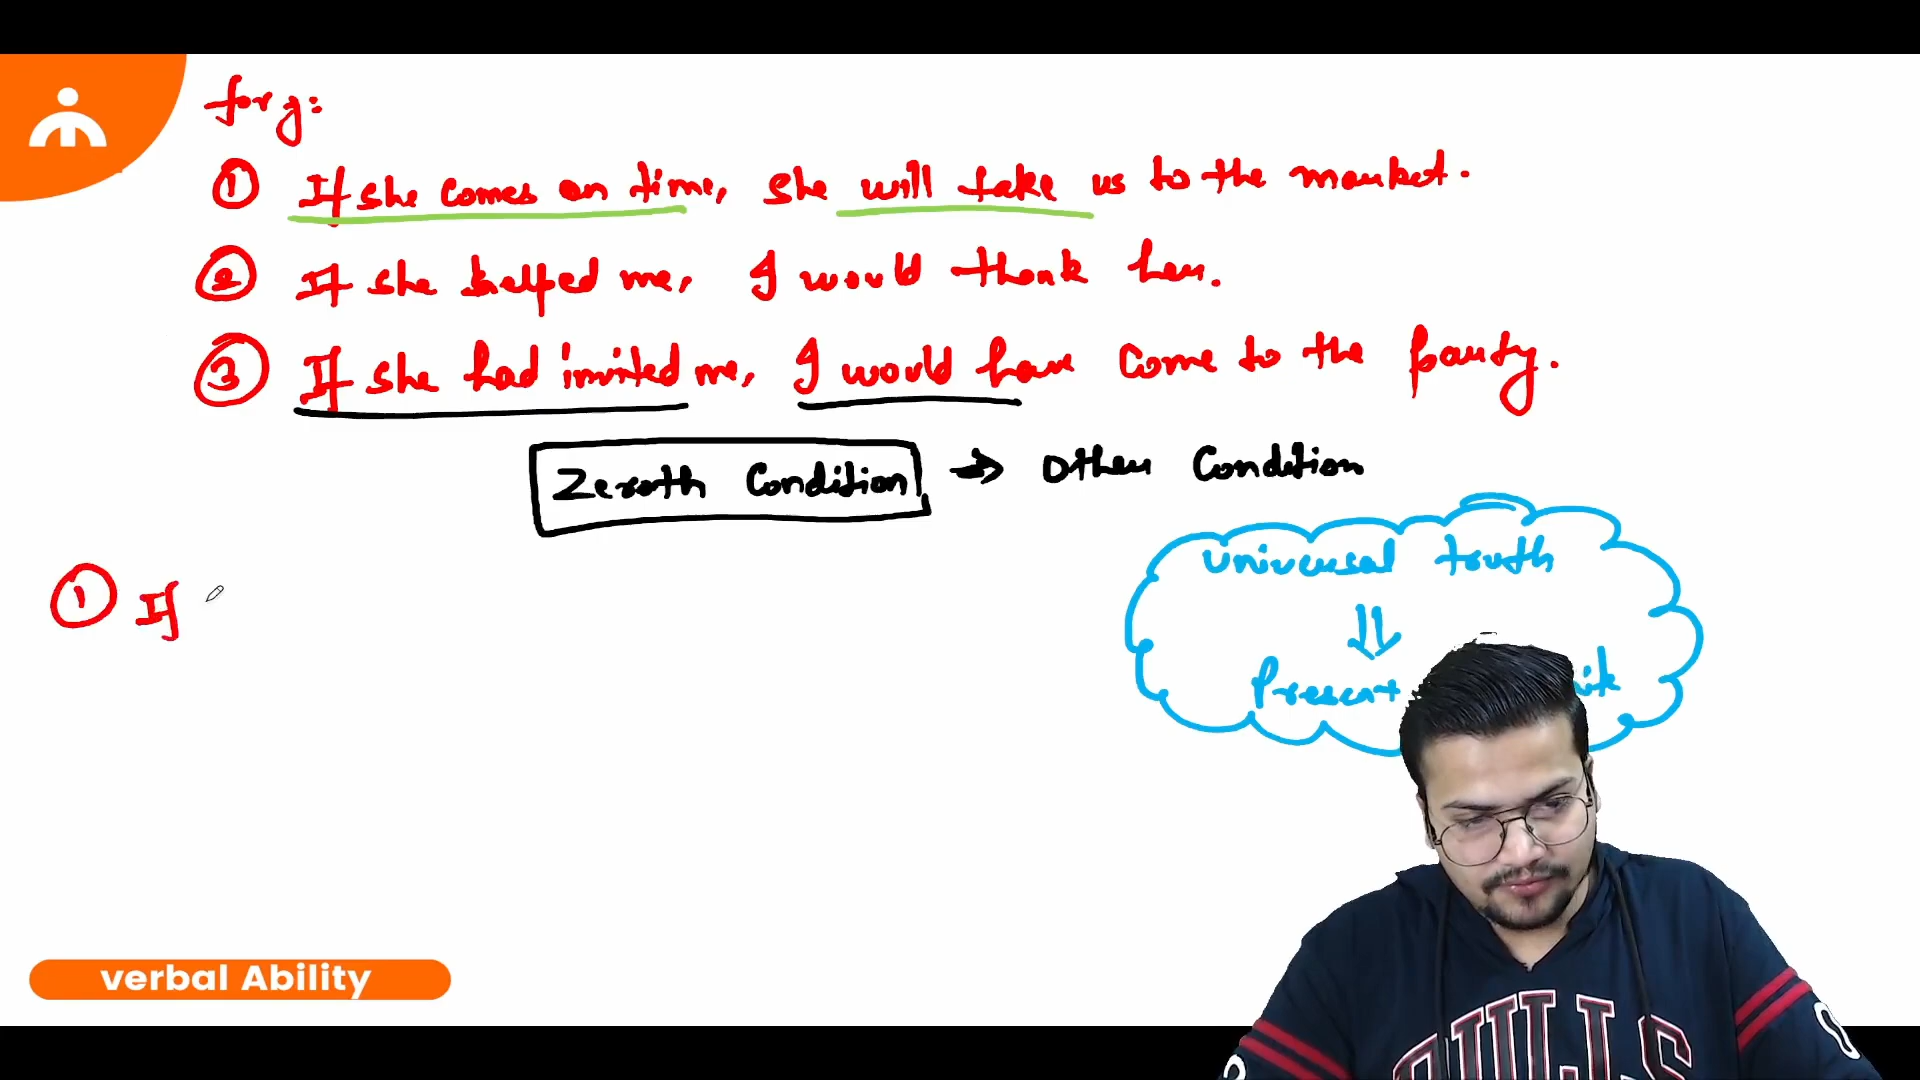 for g:
① If she comes on time, she will take us to the market.
② If she helped me, I would thank her.
③ If she had invited me, I would have come to the party.
Zeroth Condition → Other Condition
Universal truth
⇓
Present
① If
verbal Ability
BULLS